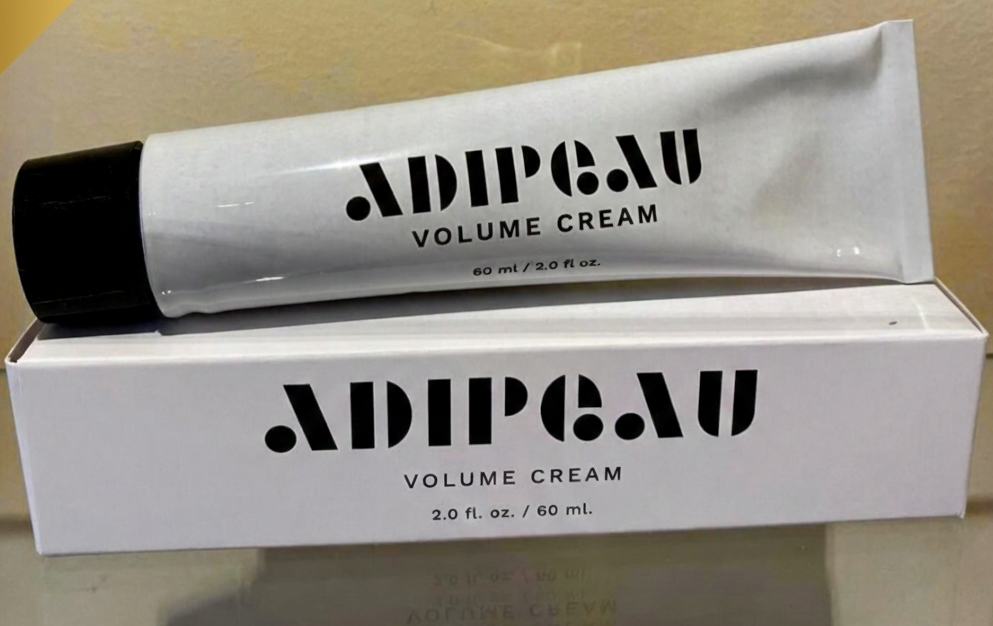 ADIPEAU
VOLUME CREAM
60 ml / 2.0 fl oz.
ADIPEAU
VOLUME CREAM
2.0 fl. oz. / 60 ml.